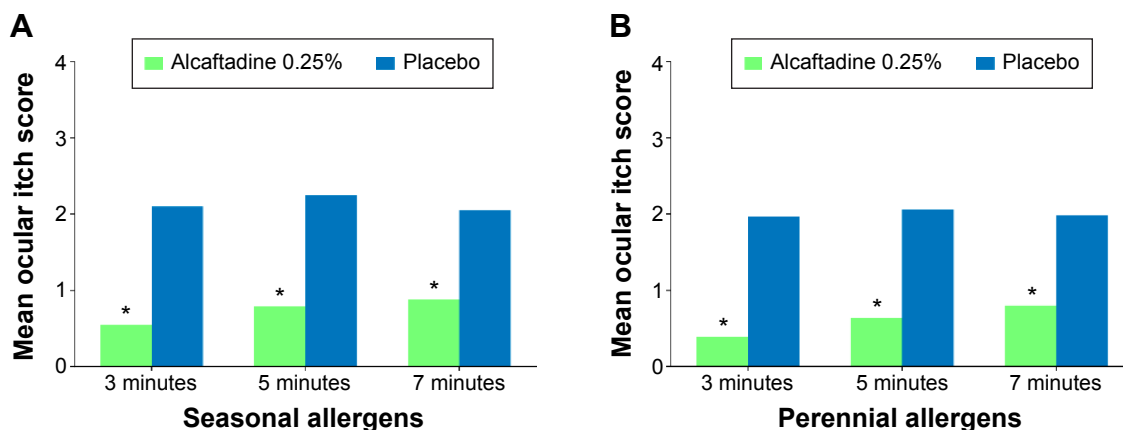 A
Alcaftadine 0.25% Placebo
Mean ocular itch score
4
3
2
1
0
*
*
*
3 minutes 5 minutes 7 minutes
Seasonal allergens
B
Alcaftadine 0.25% Placebo
Mean ocular itch score
4
3
2
1
0
*
*
*
3 minutes 5 minutes 7 minutes
Perennial allergens